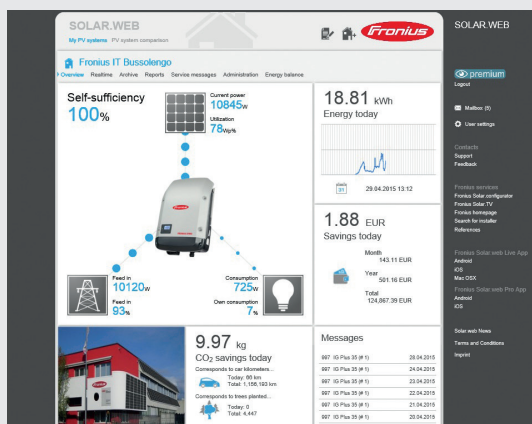 SOLAR.WEB
My PV systems PV system comparison
Fronius
Fronius IT Bussolengo
Overview Realtime Archive Reports Service messages Administration Energy balance
Self-sufficiency
100%
Current power
10845W
Utilization
78Wp%
Fronius
Feed in
10120W
Feed in
93%
Consumption
725W
Own consumption
7%
18.81 kWh
Energy today
31
29.04.2015 13:12
1.88 EUR
Savings today
Month
143.11 EUR
Year
501.16 EUR
Total
124,867.39 EUR
9.97 kg
CO2 savings today
Corresponds to car kilometers...
Today: 66 km
Total: 1,156,193 km
Corresponds to trees planted...
Today: 0
Total: 4,447
Messages
997 IG Plus 35 (# 1) 28.04.2015
997 IG Plus 35 (# 1) 24.04.2015
997 IG Plus 35 (# 1) 23.04.2015
997 IG Plus 35 (# 1) 22.04.2015
997 IG Plus 35 (# 1) 21.04.2015
997 IG Plus 35 (# 1) 20.04.2015
SOLAR.WEB
premium
Logout
Mailbox (5)
User settings
Contacts
Support
Feedback
Fronius services
Fronius Solar.configurator
Fronius Solar.TV
Fronius homepage
Search for installer
References
Fronius Solar.web Live App
Android
iOS
Mac OSX
Fronius Solar.web Pro App
Android
iOS
Solar.web News
Terms and Conditions
Imprint